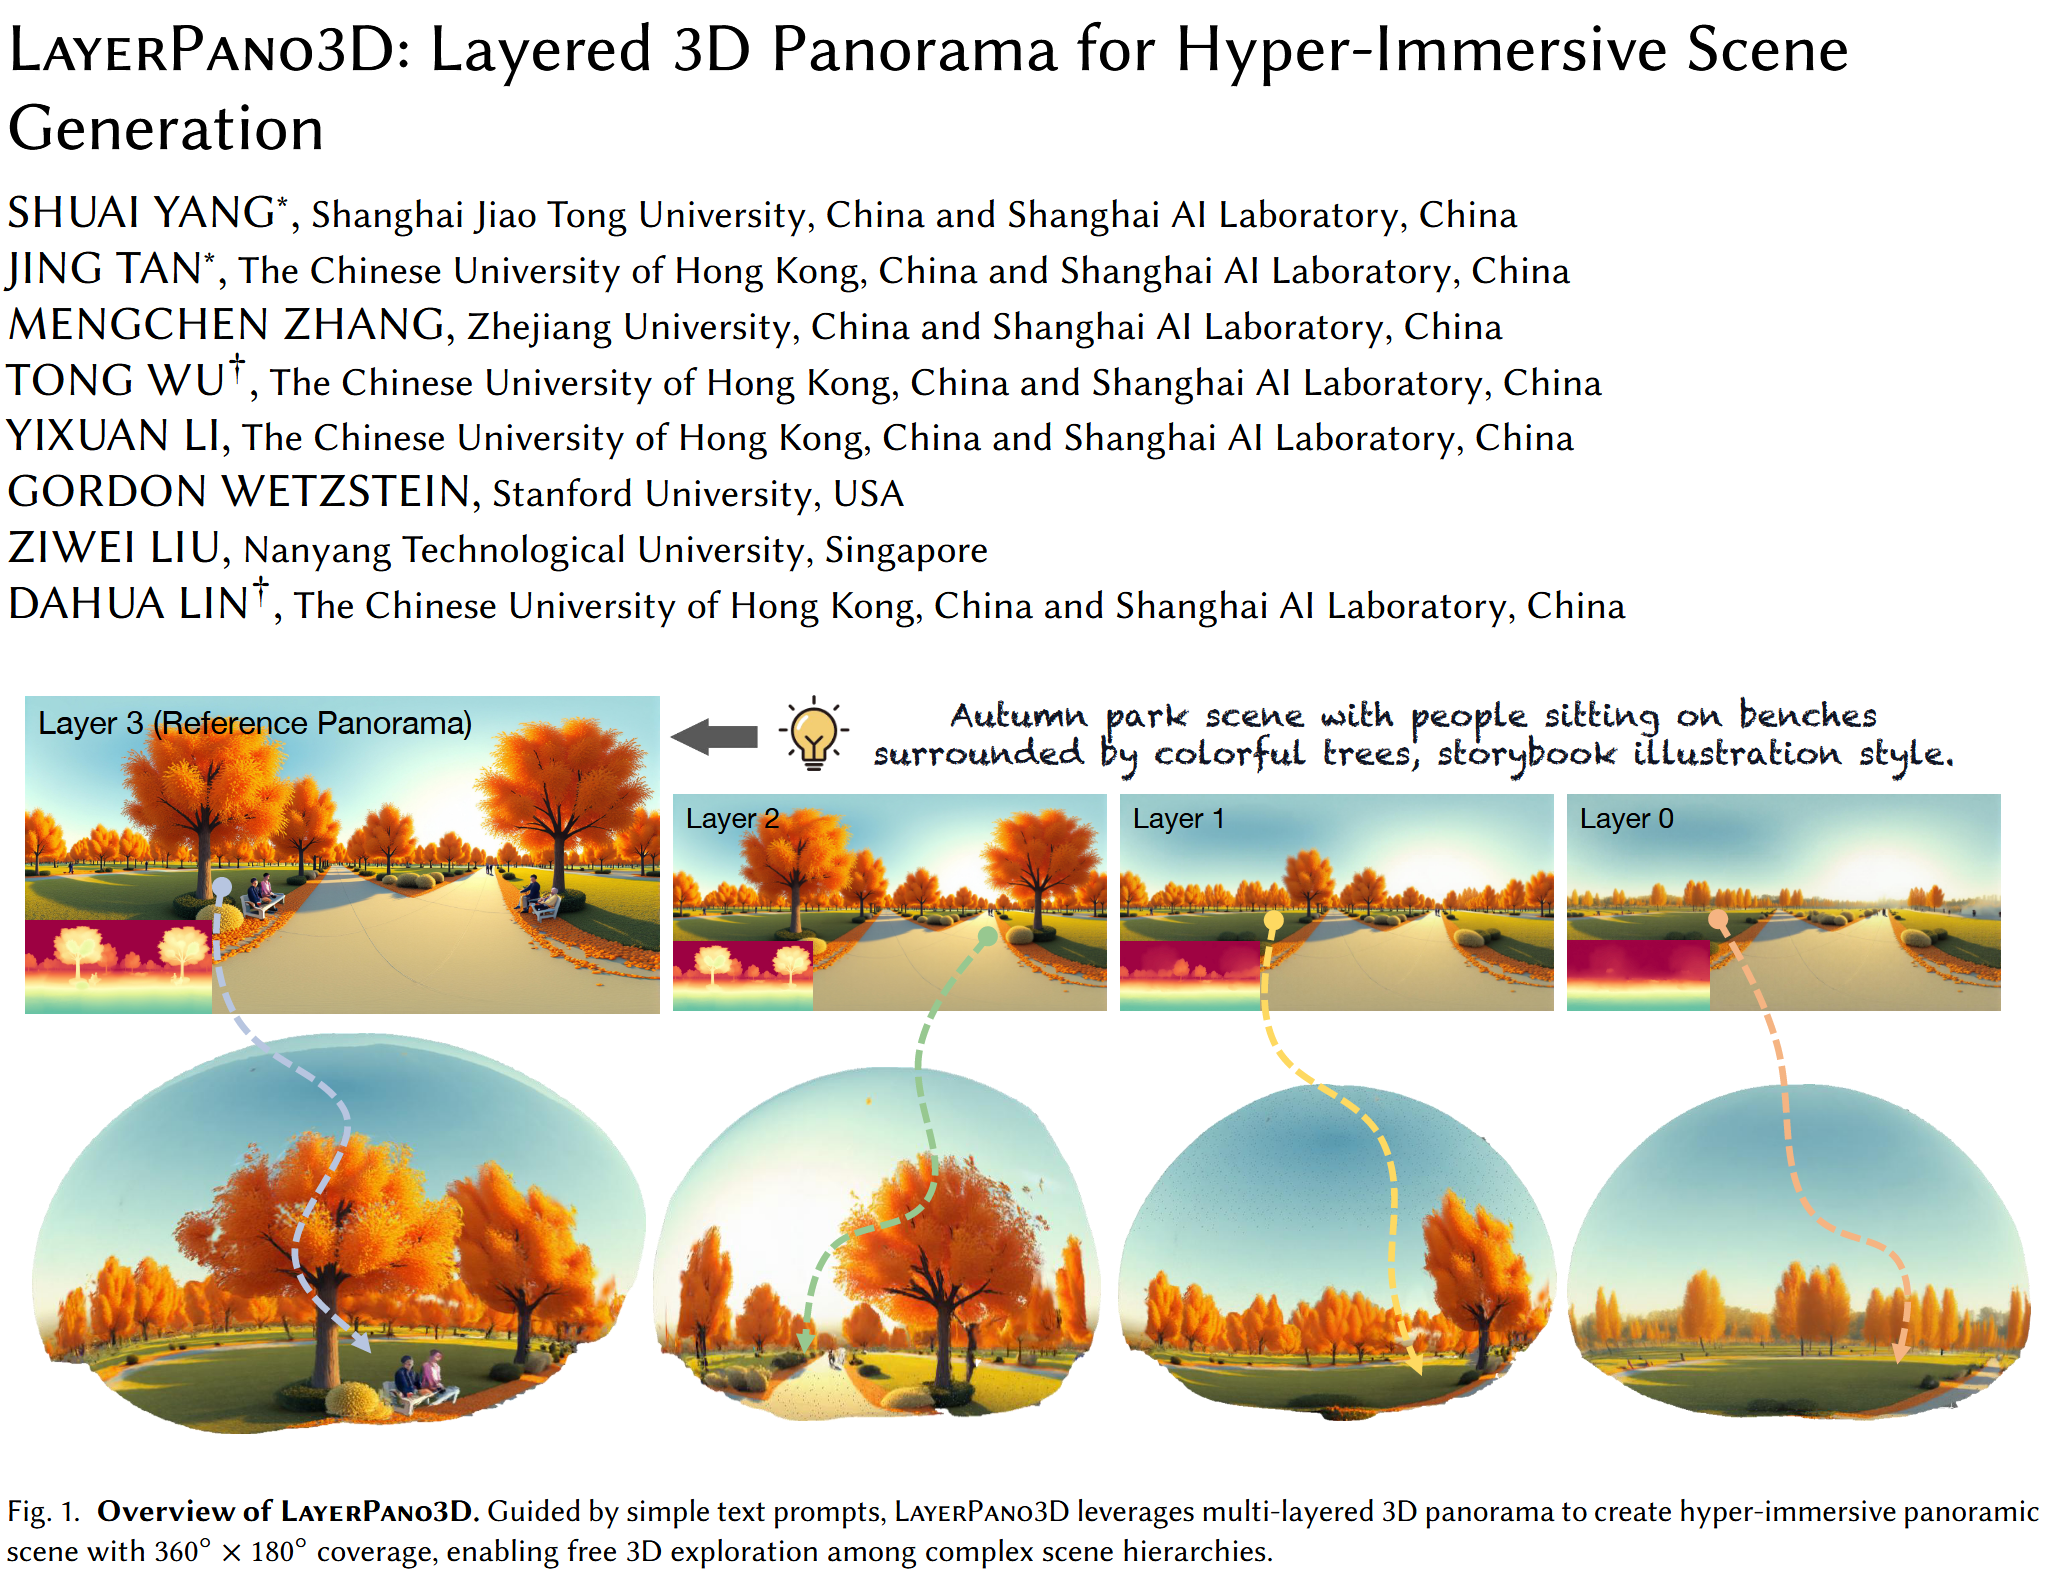 LAYERPANO3D: Layered 3D Panorama for Hyper-Immersive Scene
Generation
SHUAI YANG*, Shanghai Jiao Tong University, China and Shanghai AI Laboratory, China
JING TAN*, The Chinese University of Hong Kong, China and Shanghai AI Laboratory, China
MENGCHEN ZHANG, Zhejiang University, China and Shanghai AI Laboratory, China
TONG WU†, The Chinese University of Hong Kong, China and Shanghai AI Laboratory, China
YIXUAN LI, The Chinese University of Hong Kong, China and Shanghai AI Laboratory, China
GORDON WETZSTEIN, Stanford University, USA
ZIWEI LIU, Nanyang Technological University, Singapore
DAHUA LIN†, The Chinese University of Hong Kong, China and Shanghai AI Laboratory, China
Layer 3 (Reference Panorama)
Autumn park scene with people sitting on benches
surrounded by colorful trees, storybook illustration style.
Layer 2
Layer 1
Layer 0
Fig. 1. Overview of LAYERPANO3D. Guided by simple text prompts, LAYERPANO3D leverages multi-layered 3D panorama to create hyper-immersive panoramic
scene with 360° × 180° coverage, enabling free 3D exploration among complex scene hierarchies.